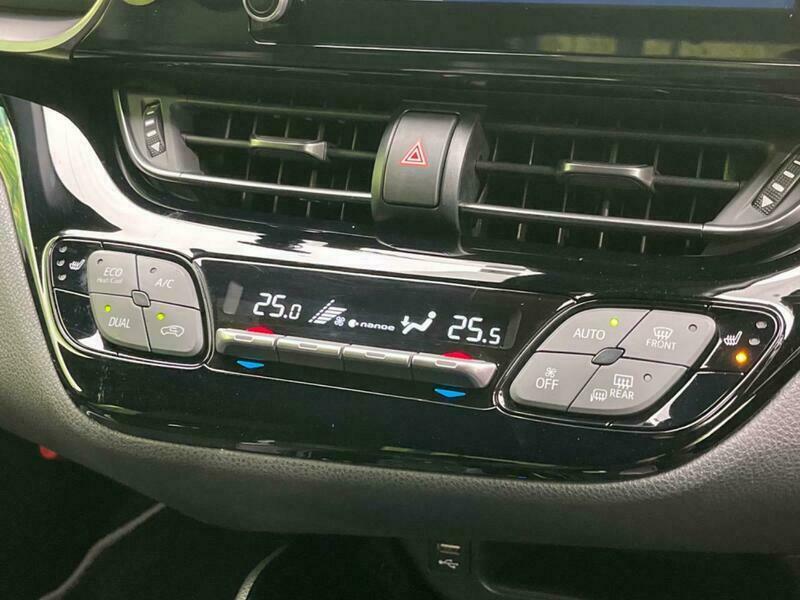 ECO
Heat/Cool
A/C
DUAL
25.0
nanoe
25.5
AUTO
FRONT
OFF
REAR